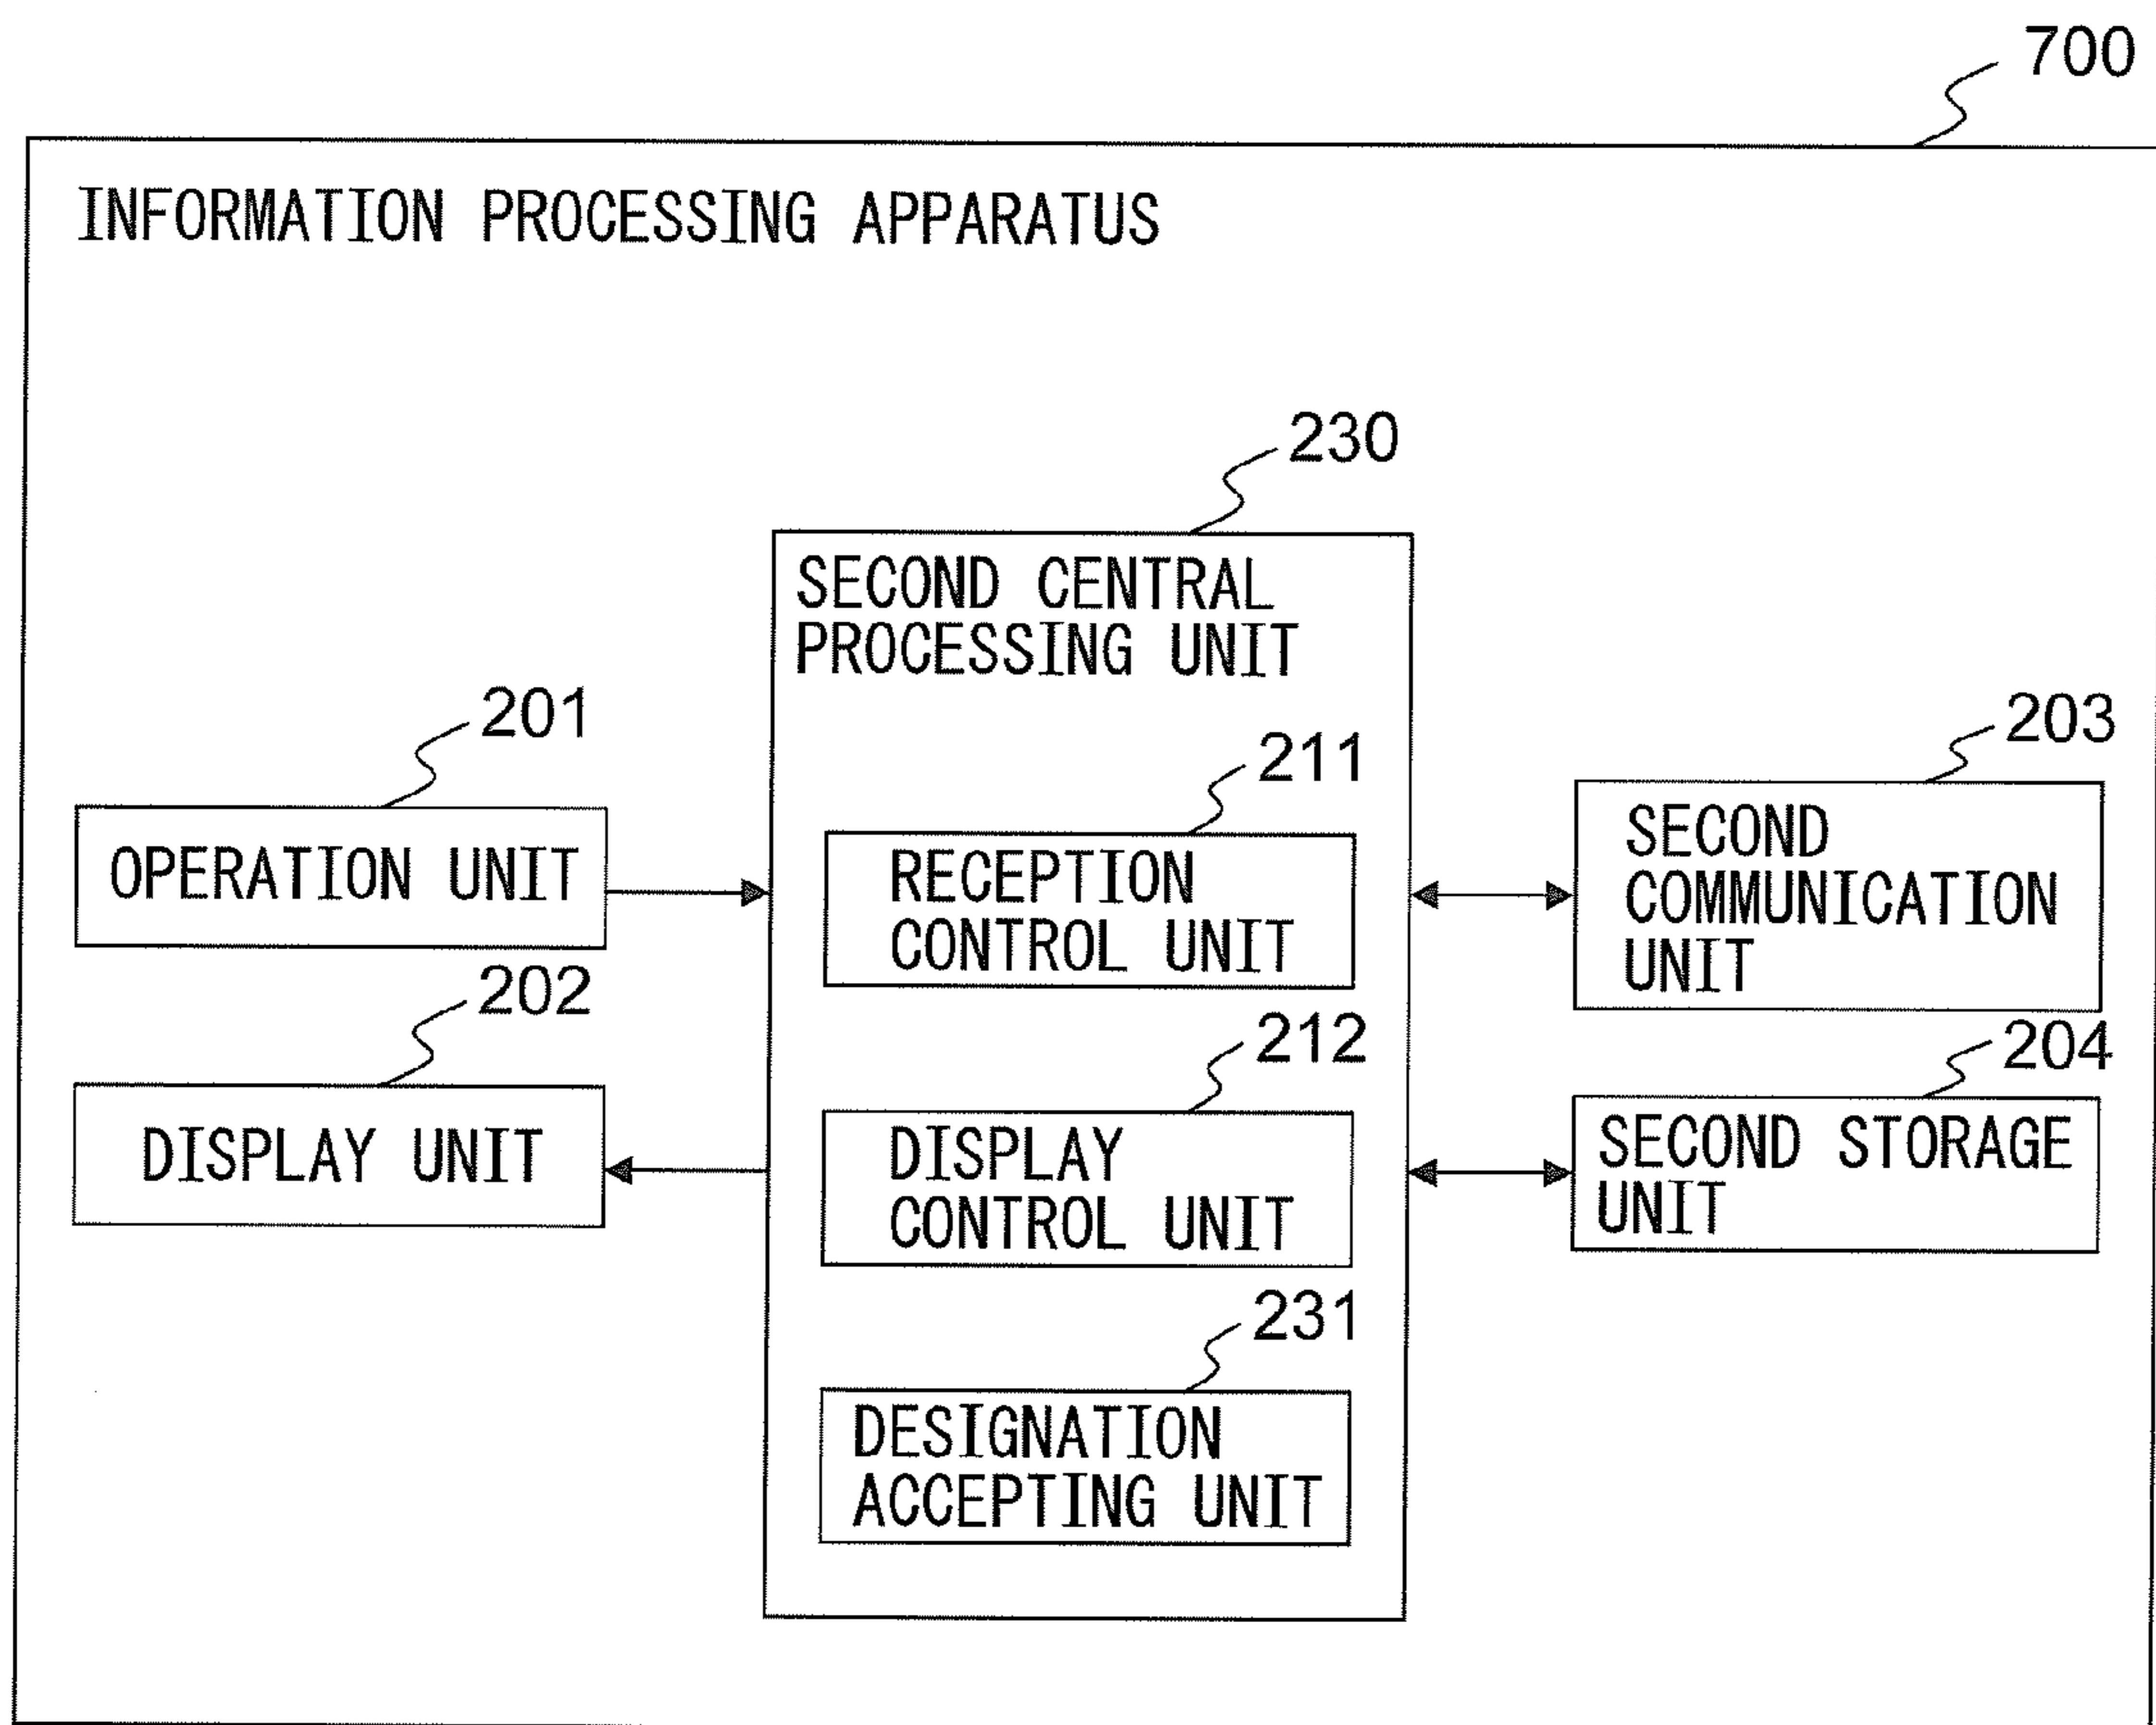 700
INFORMATION PROCESSING APPARATUS
230
SECOND CENTRAL
PROCESSING UNIT
201
OPERATION UNIT
202
DISPLAY UNIT
211
RECEPTION
CONTROL UNIT
212
DISPLAY
CONTROL UNIT
231
DESIGNATION
ACCEPTING UNIT
203
SECOND
COMMUNICATION
UNIT
204
SECOND STORAGE
UNIT